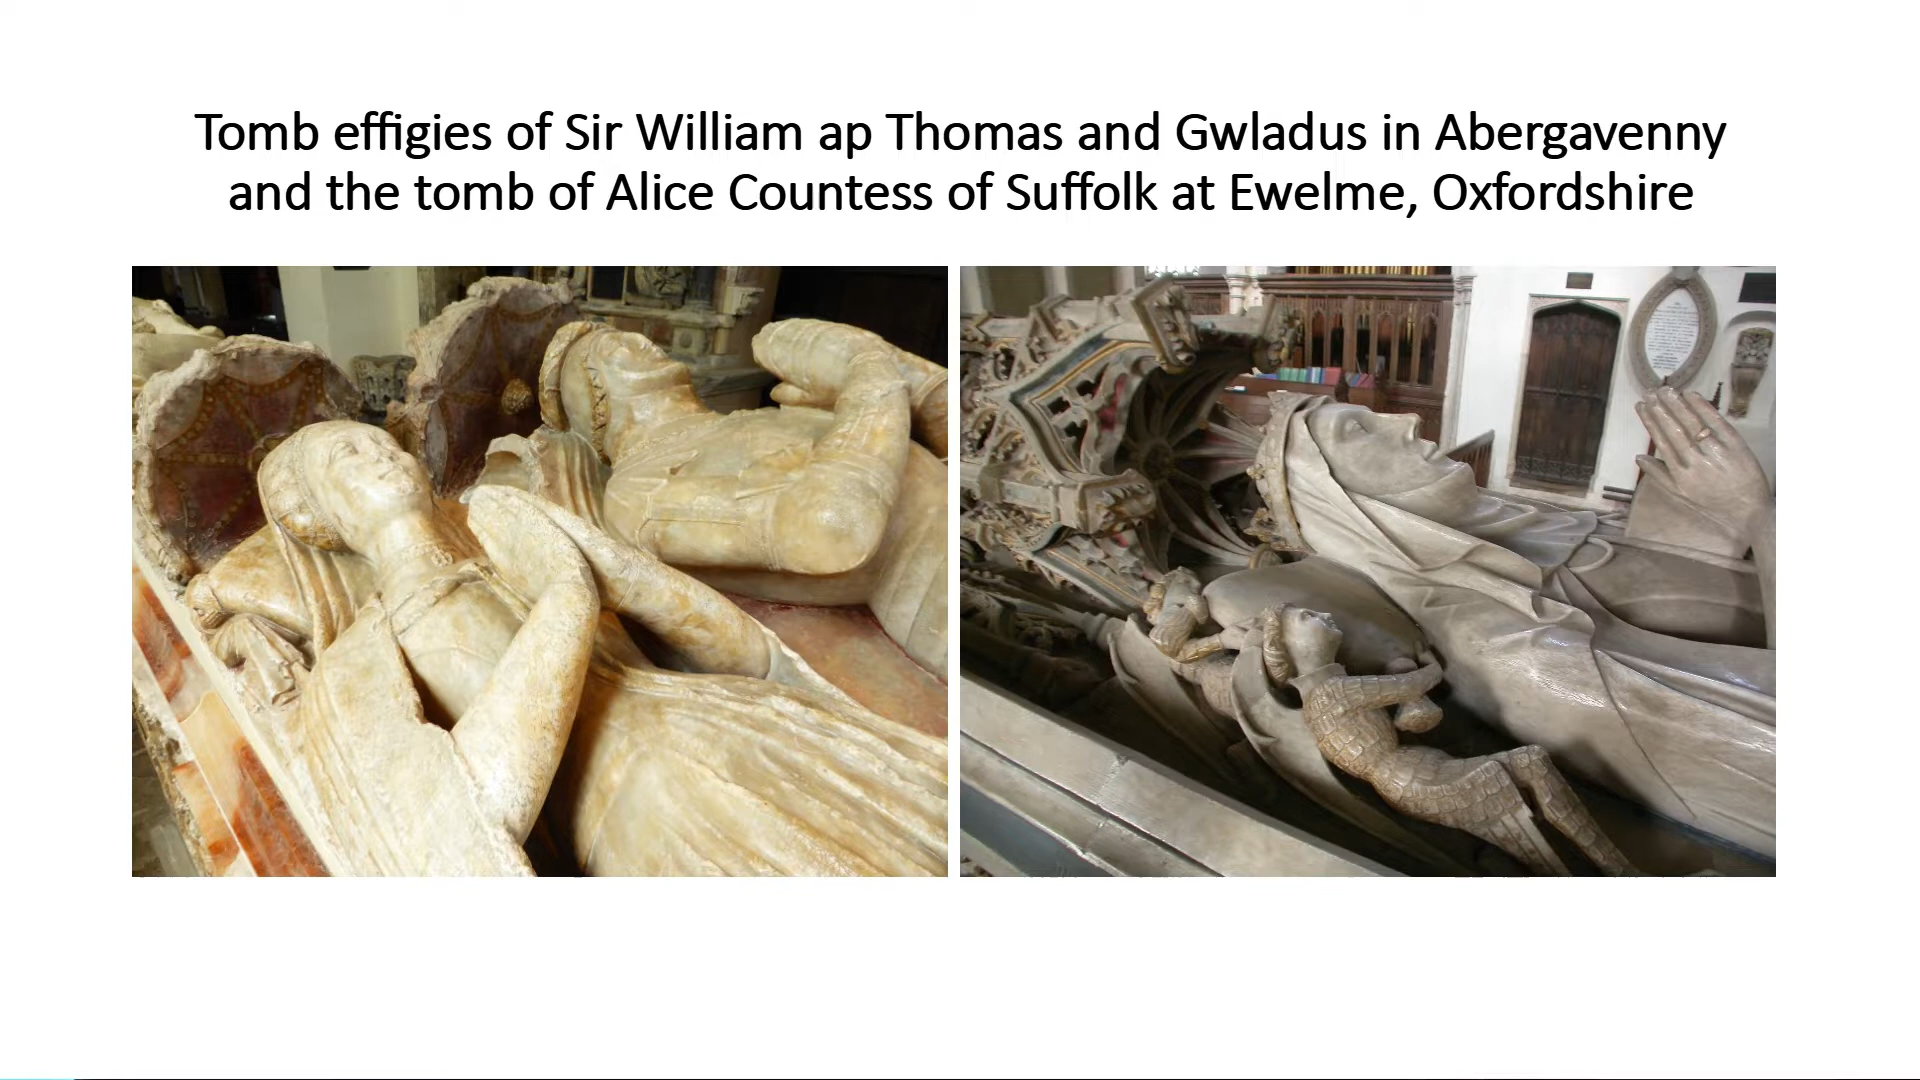 Tomb effigies of Sir William ap Thomas and Gwladus in Abergavenny
and the tomb of Alice Countess of Suffolk at Ewelme, Oxfordshire